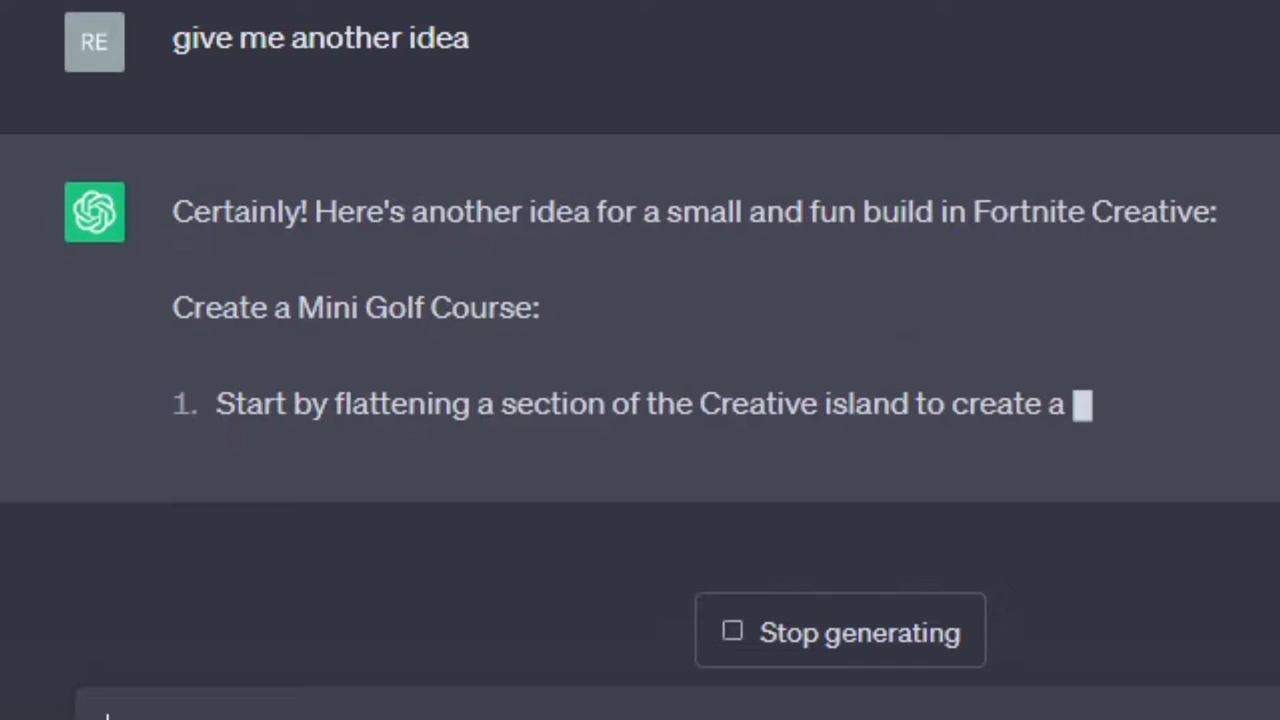 RE give me another idea
Certainly! Here's another idea for a small and fun build in Fortnite Creative:
Create a Mini Golf Course:
1. Start by flattening a section of the Creative island to create a
Stop generating